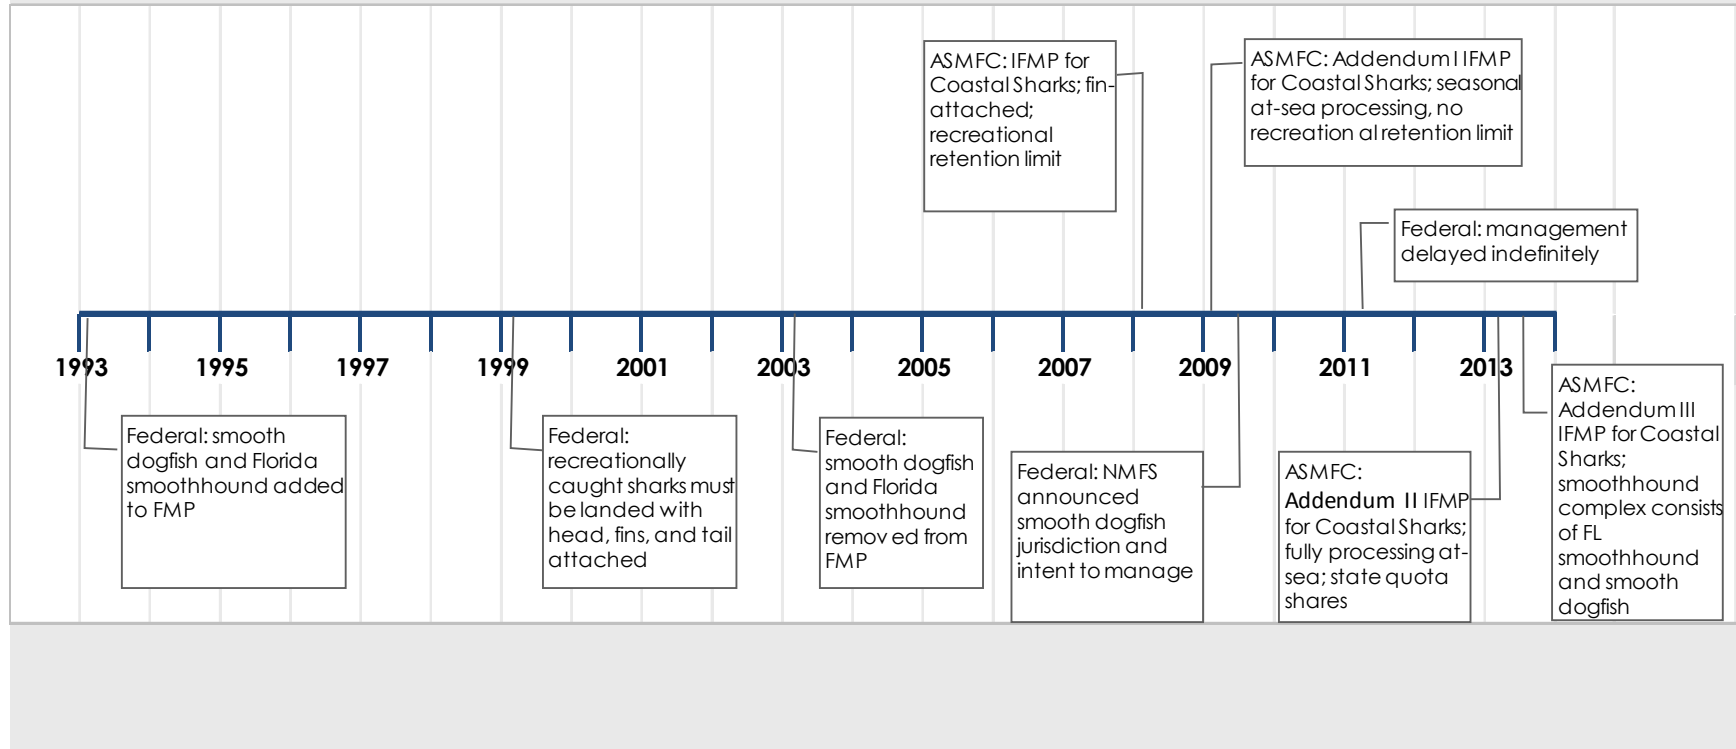 ASMFC: IFMP for
Coastal Sharks; fin-
attached;
recreational
retention limit
ASMFC: Addendum I IFMP
for Coastal Sharks; seasonal
at-sea processing, no
recreation al retention limit
Federal: management
delayed indefinitely
1993 1995 1997 1999 2001 2003 2005 2007 2009 2011 2013
Federal: smooth
dogfish and Florida
smoothhound added
to FMP
Federal:
recreationally
caught sharks must
be landed with
head, fins, and tail
attached
Federal:
smooth dogfish
and Florida
smoothhound
remov ed from
FMP
Federal: NMFS
announced
smooth dogfish
jurisdiction and
intent to manage
ASMFC:
Addendum II IFMP
for Coastal Sharks;
fully processing at-
sea; state quota
shares
ASMFC:
Addendum III
IFMP for Coastal
Sharks;
smoothhound
complex consists
of FL
smoothhound
and smooth
dogfish